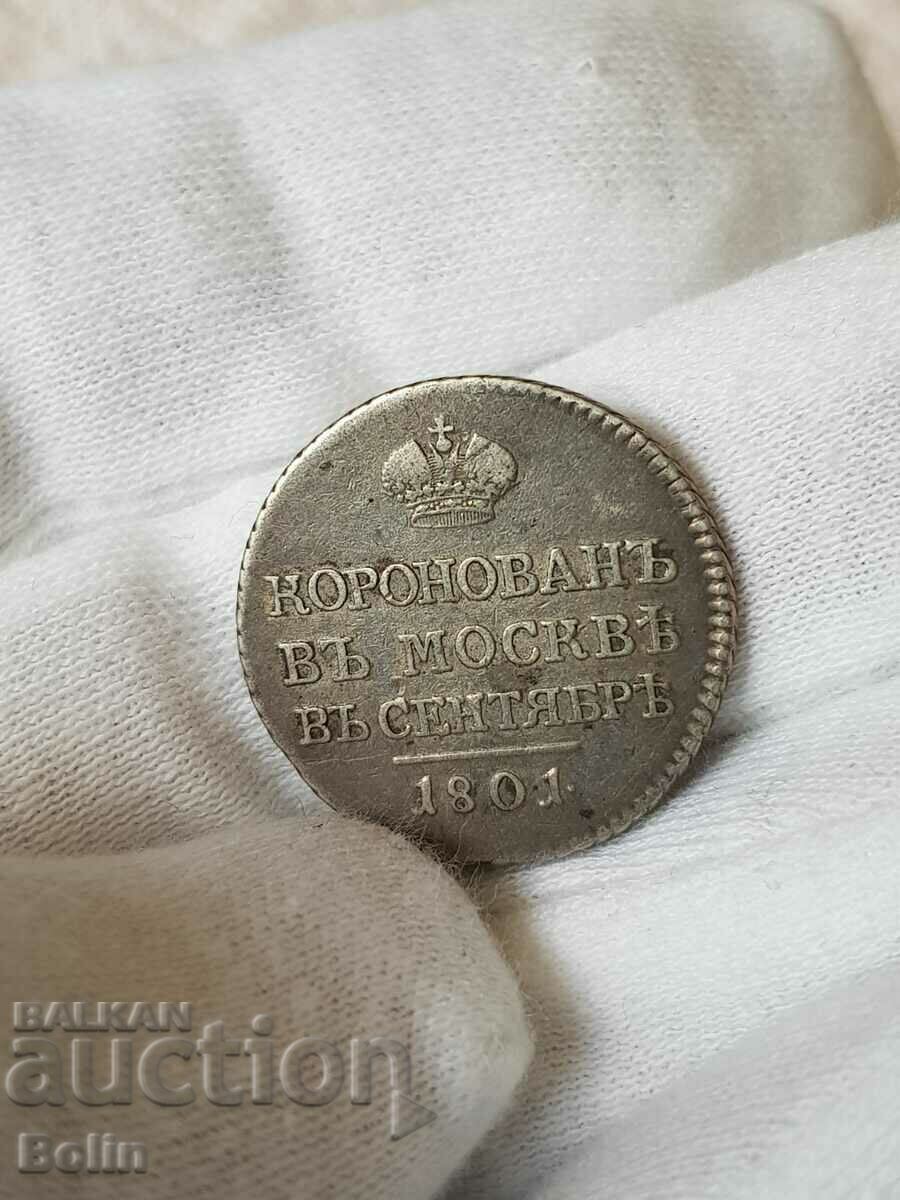 КОРОНОВАНЪ
ВЪ МОСКВѢ
ВЪ СЕНТЯБРѢ
1801.
BALKAN
auction
Bolin